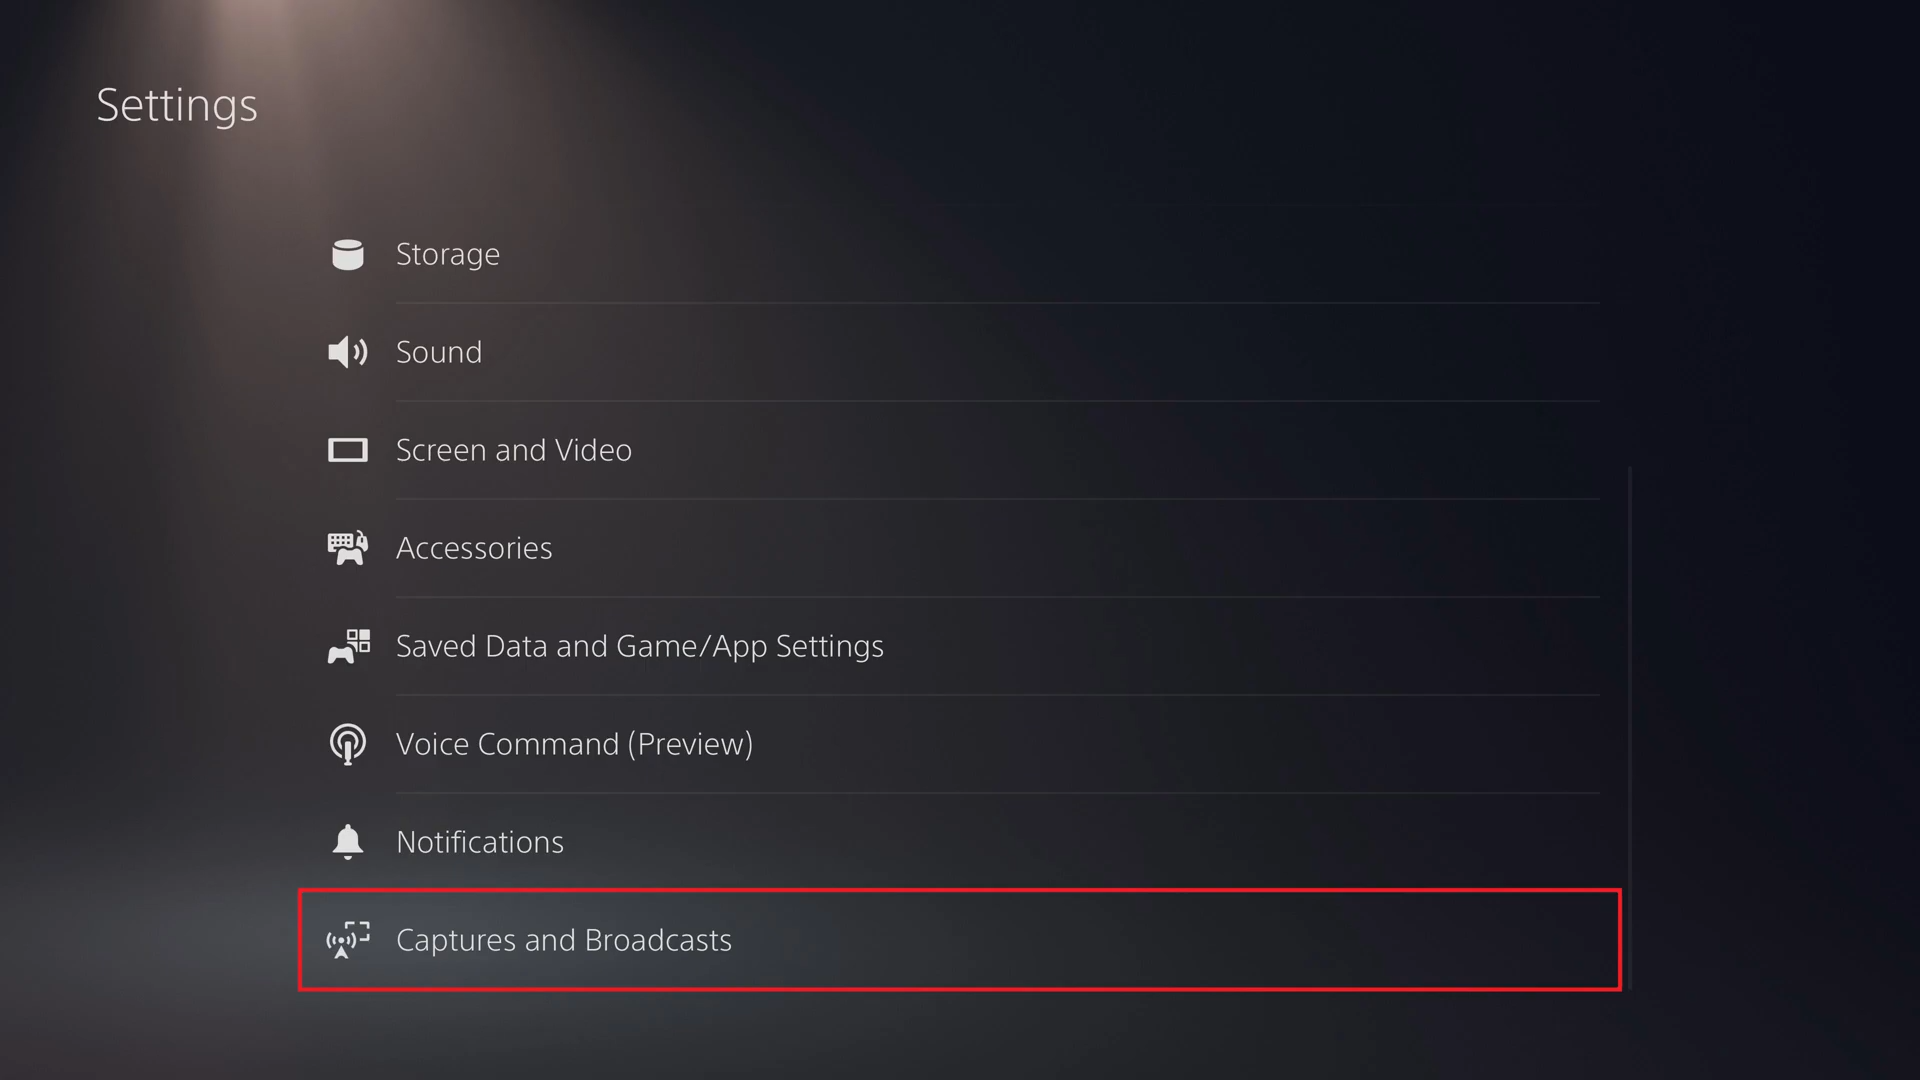 Settings
Storage
Sound
Screen and Video
Accessories
Saved Data and Game/App Settings
Voice Command (Preview)
Notifications
Captures and Broadcasts